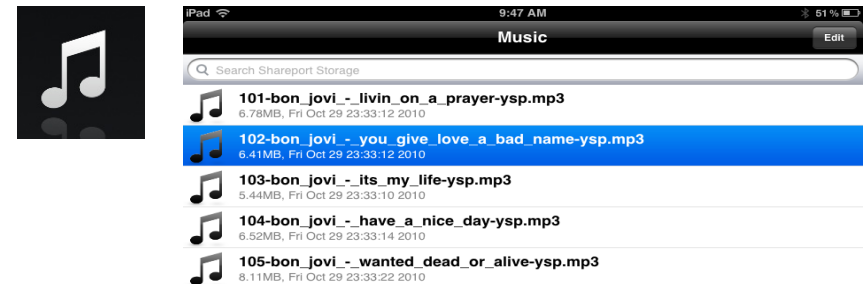 iPad 9:47 AM 51 %
Music
Edit
Search Shareport Storage
101-bon_jovi_-_livin_on_a_prayer-ysp.mp3
6.78MB, Fri Oct 29 23:33:12 2010
102-bon_jovi_-_you_give_love_a_bad_name-ysp.mp3
6.41MB, Fri Oct 29 23:33:12 2010
103-bon_jovi_-_its_my_life-ysp.mp3
5.44MB, Fri Oct 29 23:33:10 2010
104-bon_jovi_-_have_a_nice_day-ysp.mp3
6.52MB, Fri Oct 29 23:33:14 2010
105-bon_jovi_-_wanted_dead_or_alive-ysp.mp3
8.11MB, Fri Oct 29 23:33:22 2010